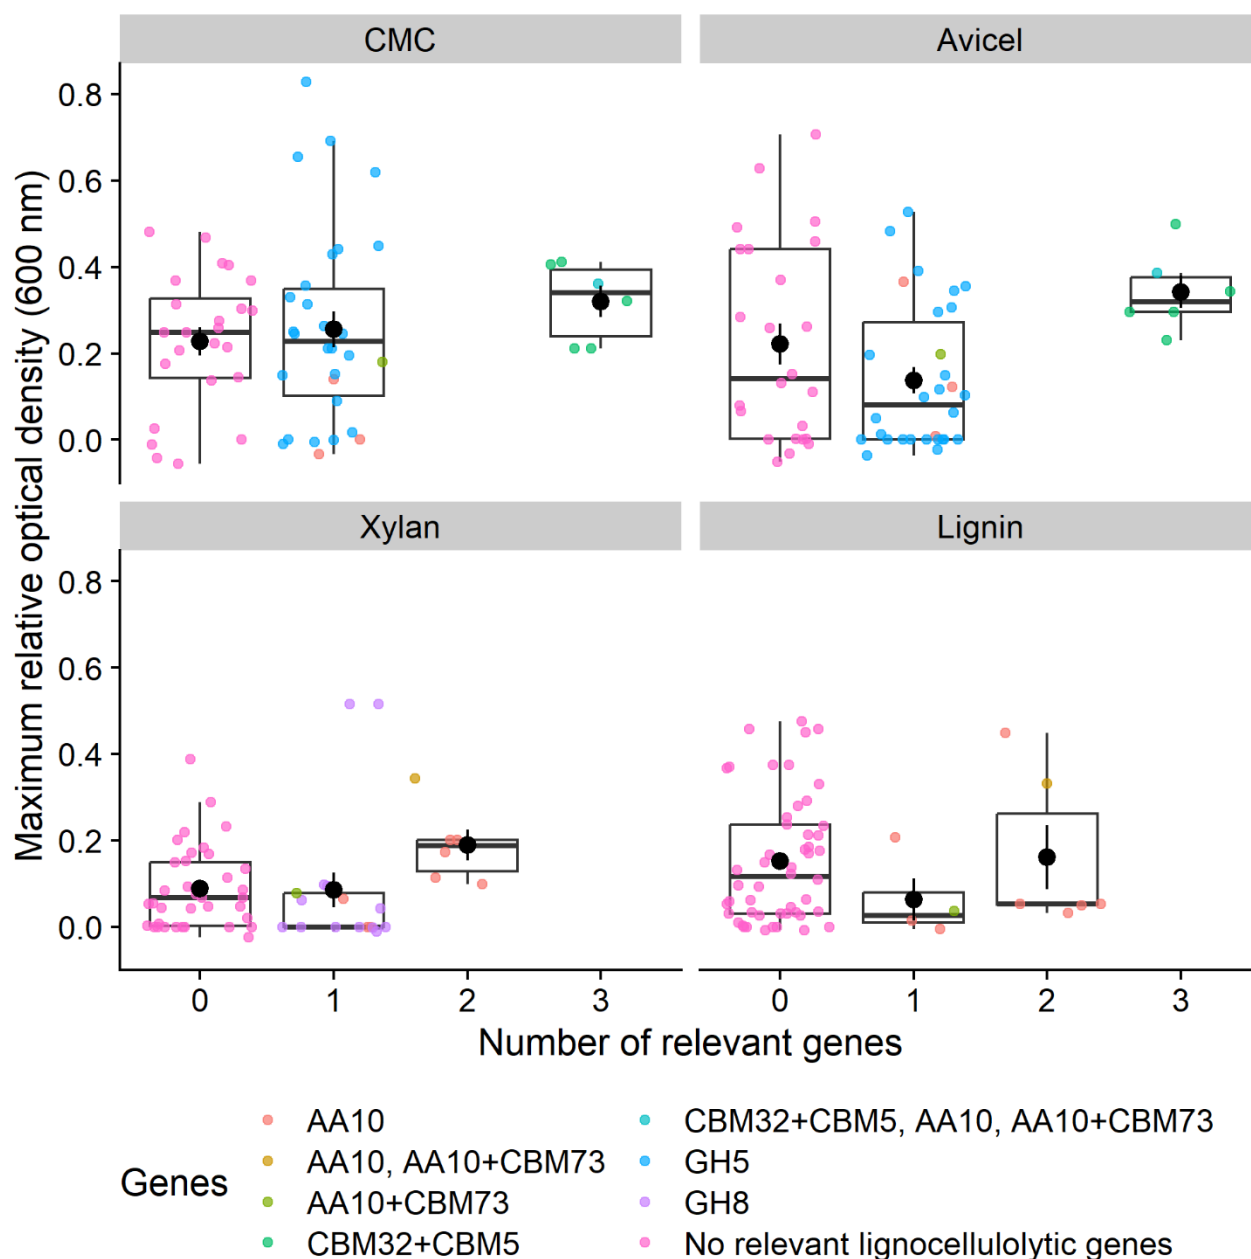 CMC
Avicel
0.8
0.6
0.4
0.2
0.0
Maximum relative optical density (600 nm)
Xylan
Lignin
0.8
0.6
0.4
0.2
0.0
0 1 2 3
0 1 2 3
Number of relevant genes
Genes
AA10
AA10, AA10+CBM73
AA10+CBM73
CBM32+CBM5
CBM32+CBM5, AA10, AA10+CBM73
GH5
GH8
No relevant lignocellulolytic genes